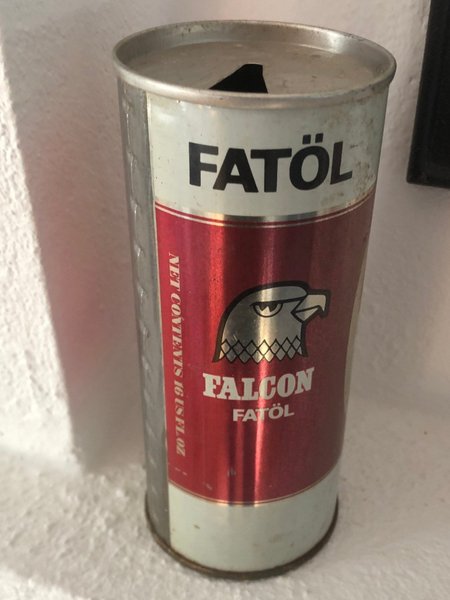 FATÖL
NET CONTENTS 16 US FL. OZ
FALCON
FATÖL